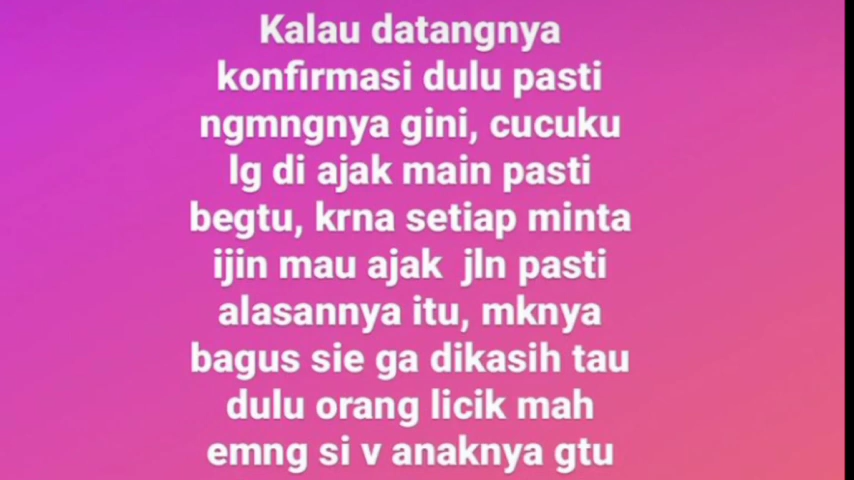 Kalau datangnya
konfirmasi dulu pasti
ngmngnya gini, cucuku
lg di ajak main pasti
begtu, krna setiap minta
ijin mau ajak jln pasti
alasannya itu, mknya
bagus sie ga dikasih tau
dulu orang licik mah
emng si v anaknya gtu